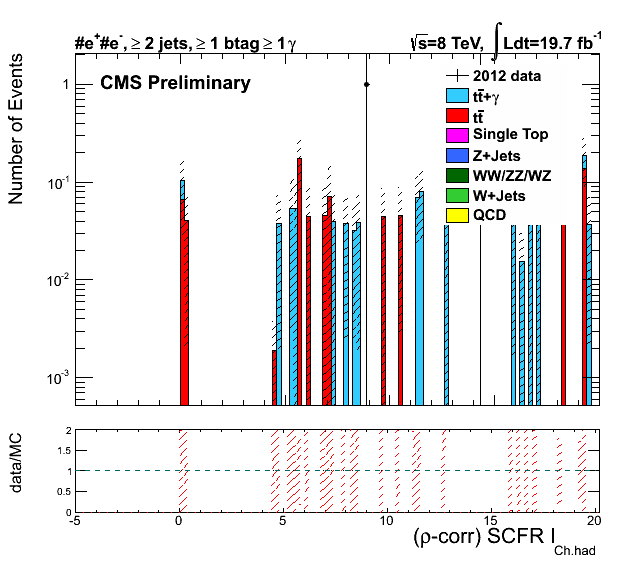 #e+#e-, ≥ 2 jets, ≥ 1 btag ≥ 1 γ
√s=8 TeV, ∫ Ldt=19.7 fb-1
Number of Events
CMS Preliminary
2012 data
tt̄+γ
tt̄
Single Top
Z+Jets
WW/ZZ/WZ
W+Jets
QCD
1
10-1
10-2
10-3
data/MC
2
1.5
1
0.5
0
-5 0 5 10 15 20
(ρ-corr) SCFR I Ch.had